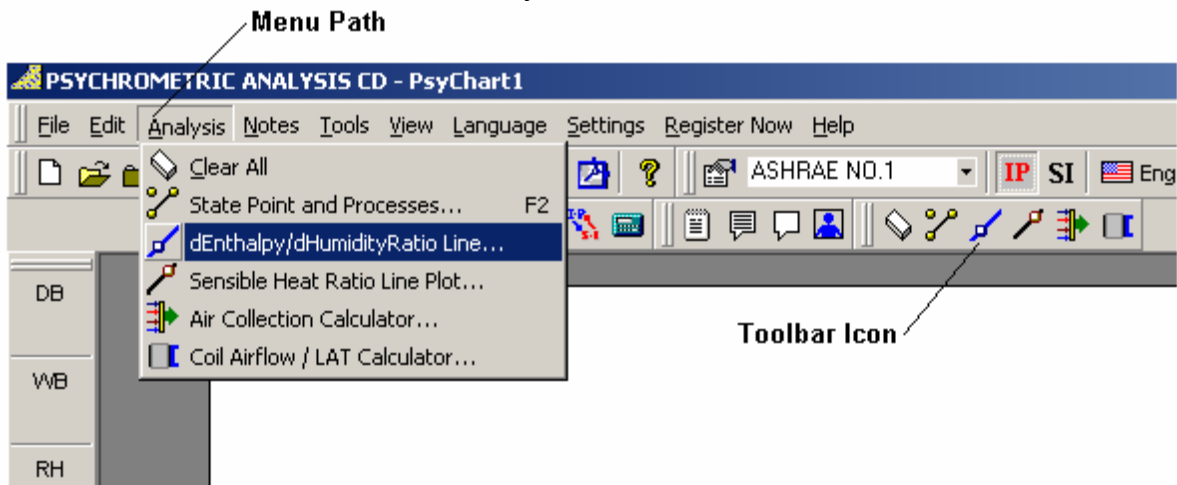 Menu Path
PSYCHROMETRIC ANALYSIS CD - PsyChart1
File Edit Analysis Notes Tools View Language Settings Register Now Help
Clear All
ASHRAE NO.1 IP SI Eng
State Point and Processes... F2
dEnthalpy/dHumidityRatio Line...
Sensible Heat Ratio Line Plot...
Air Collection Calculator...
Coil Airflow / LAT Calculator...
Toolbar Icon
DB
WB
RH